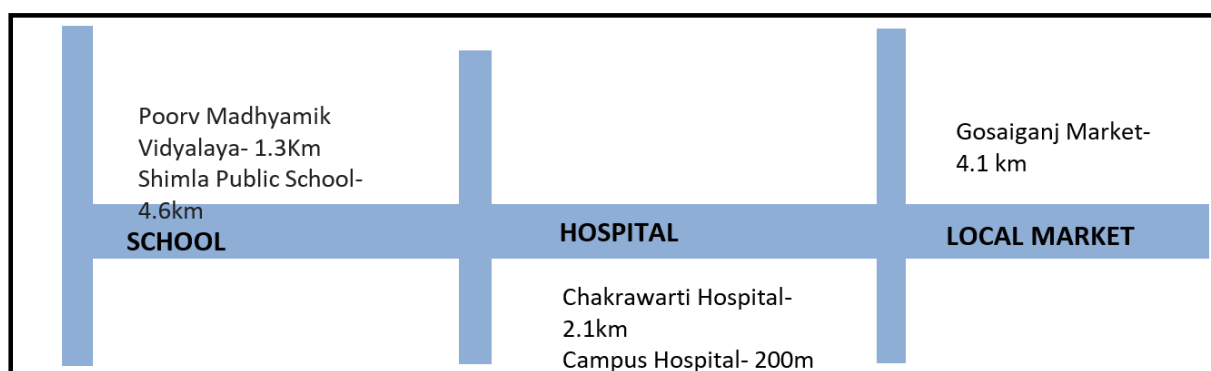 Poorv Madhyamik
Vidyalaya- 1.3Km
Shimla Public School-
4.6km
SCHOOL
HOSPITAL
Chakrawarti Hospital-
2.1km
Campus Hospital- 200m
Gosaiganj Market-
4.1 km
LOCAL MARKET